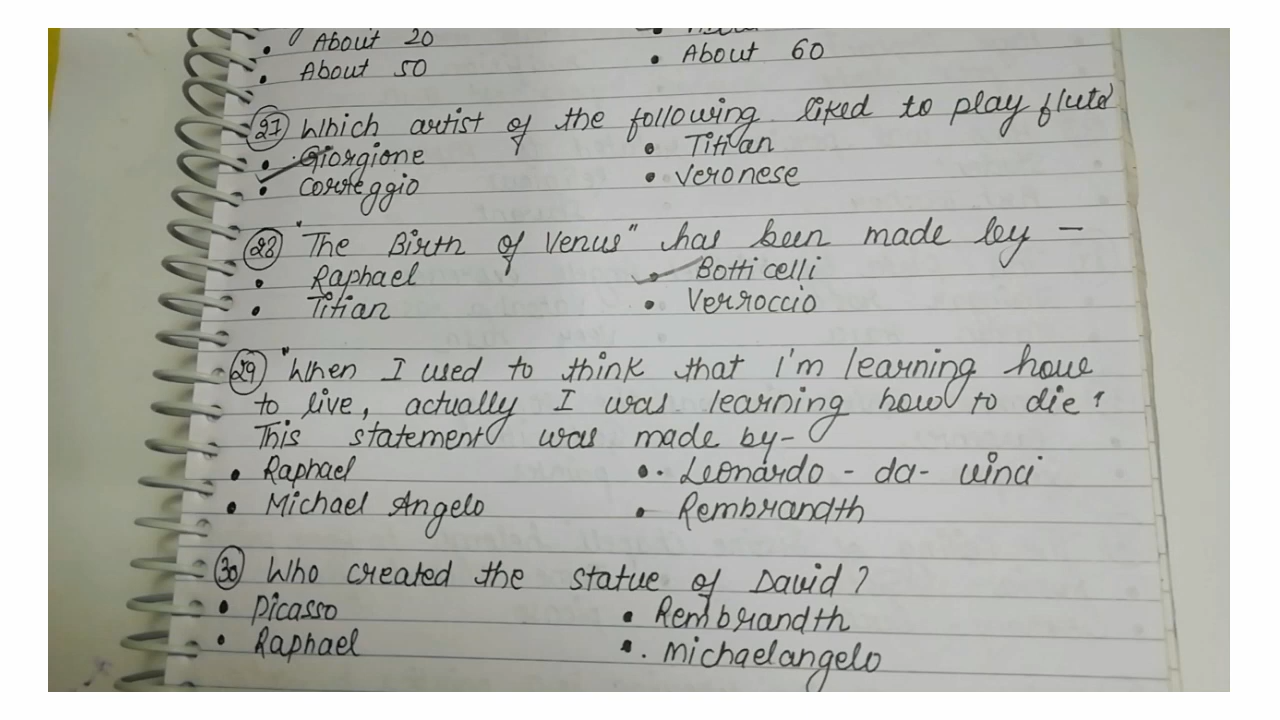 • About 20
• About 50 • About 60
27 Which artist of the following liked to play flute
• Giorgione • Titian
• Correggio • Veronese
28 "The Birth of Venus" has been made by –
• Raphael • Botticelli
• Titian • Verroccio
29 "When I used to think that I'm learning how
to live, actually I was learning how to die"
This statement was made by-
• Raphael • Leonardo - da - vinci
• Michael Angelo • Rembrandth
30 Who created the statue of David?
• Picasso • Rembrandth
• Raphael • michaelangelo